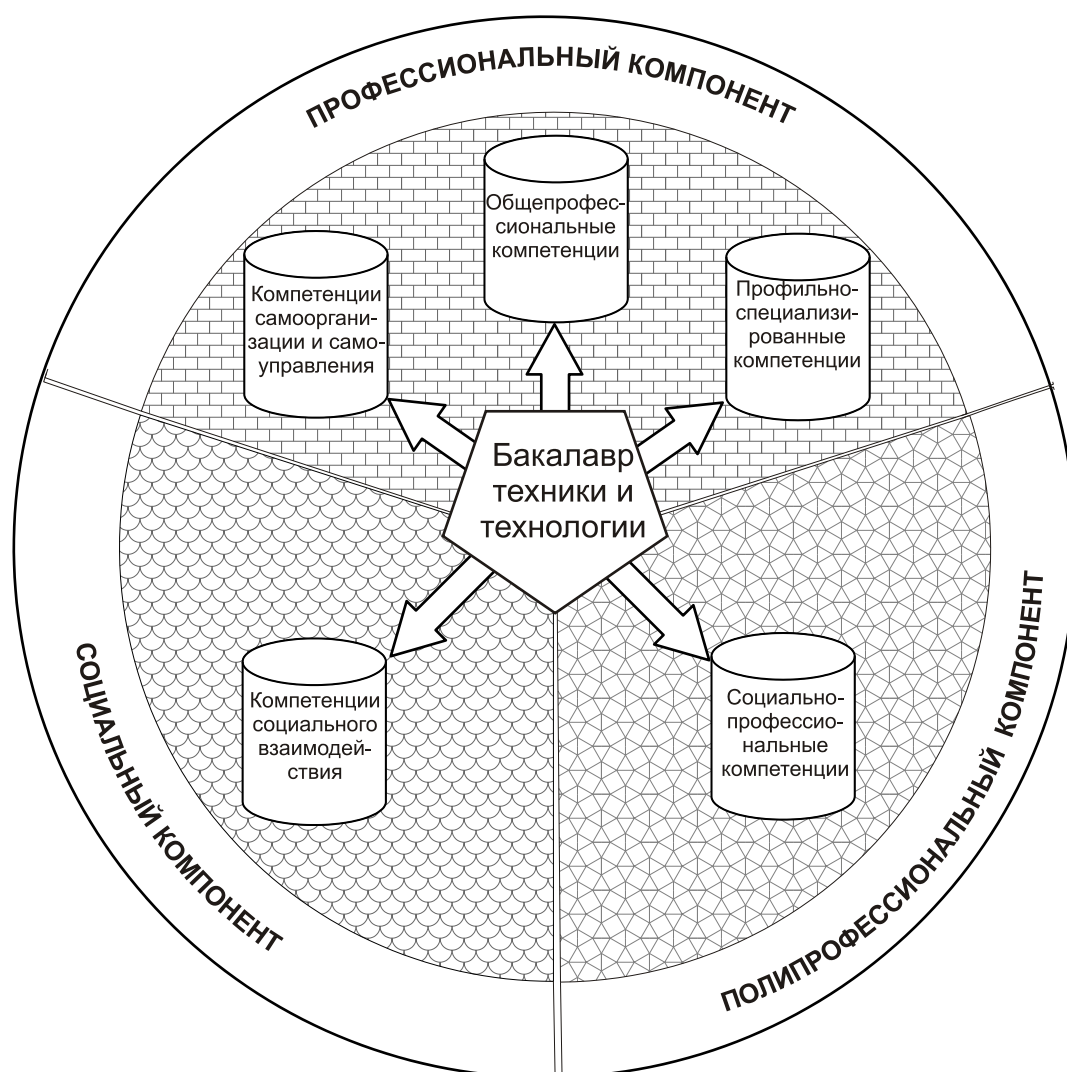 ПРОФЕССИОНАЛЬНЫЙ КОМПОНЕНТ
Общепрофес-
сиональные
компетенции
Компетенции
самооргани-
зации и само-
управления
Профильно-
специализи-
рованные
компетенции
Бакалавр
техники и
технологии
Компетенции
социального
взаимодей-
ствия
Социально-
профессио-
нальные
компетенции
СОЦИАЛЬНЫЙ КОМПОНЕНТ
ПОЛИПРОФЕССИОНАЛЬНЫЙ КОМПОНЕНТ